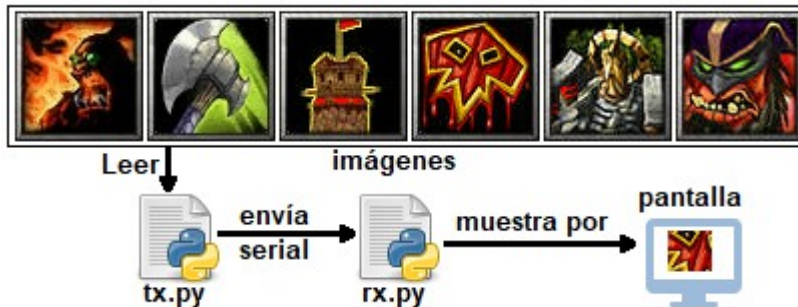 Leer
imágenes
envía
serial
muestra por
pantalla
tx.py
rx.py